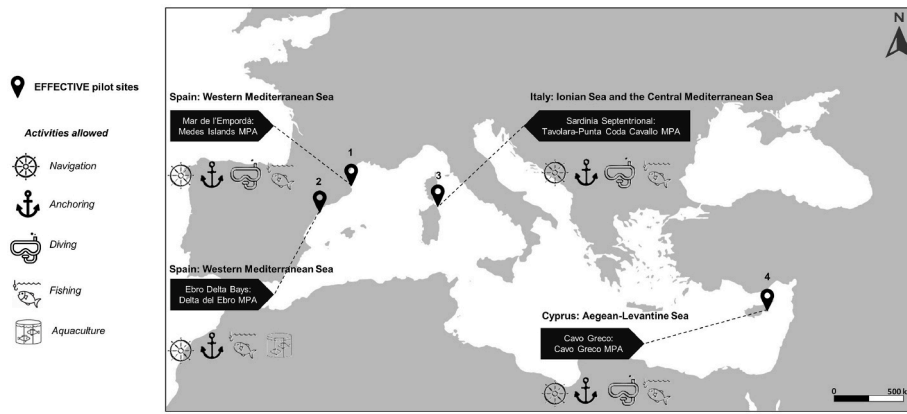 EFFECTIVE pilot sites
Activities allowed
Navigation
Anchoring
Diving
Fishing
Aquaculture
N
Spain: Western Mediterranean Sea
Mar de l'Empordà:
Medes Islands MPA
1
2
Italy: Ionian Sea and the Central Mediterranean Sea
Sardinia Septentrional:
Tavolara-Punta Coda Cavallo MPA
3
Spain: Western Mediterranean Sea
Ebro Delta Bays:
Delta del Ebro MPA
4
Cyprus: Aegean-Levantine Sea
Cavo Greco:
Cavo Greco MPA
0 500 k